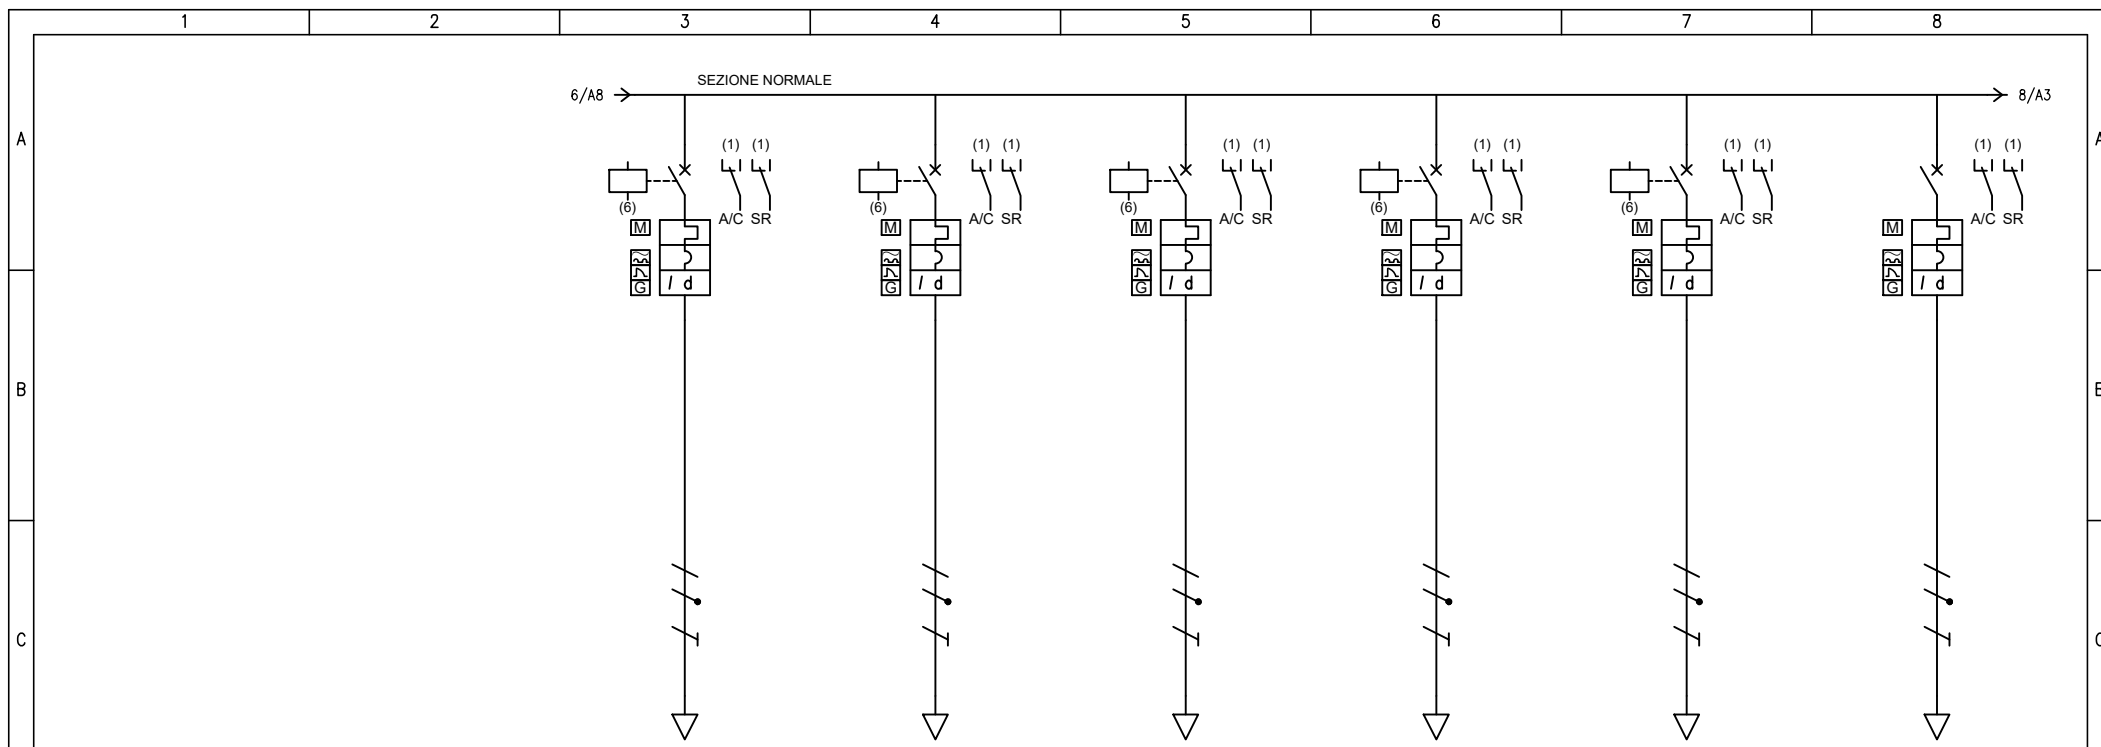 1 2 3 4 5 6 7 8
SEZIONE NORMALE
6/A8 8/A3
A A
(1) (1) (1) (1) (1) (1) (1) (1) (1) (1) (1) (1)
(6) (6) (6) (6) (6)
A/C SR A/C SR A/C SR A/C SR A/C SR A/C SR
M M M M M M
I d I d I d I d I d I d
G G G G G G
B B
C C